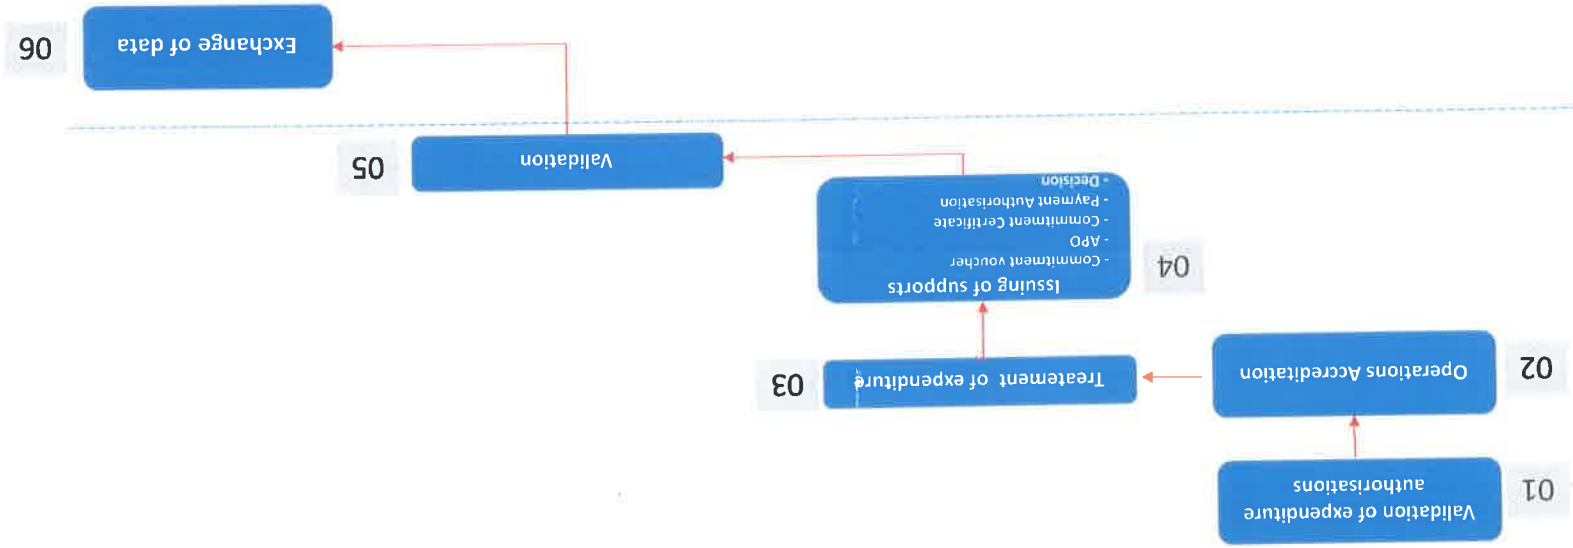 01
Validation of expenditure
authorisations
02
Operations Accreditation
03
Treatement of expenditure
04
Issuing of supports
- Commitment voucher
- APO
- Commitment Certifitcate
- Payment Authorisation
- Decision
05
Validation
06
Exchange of data